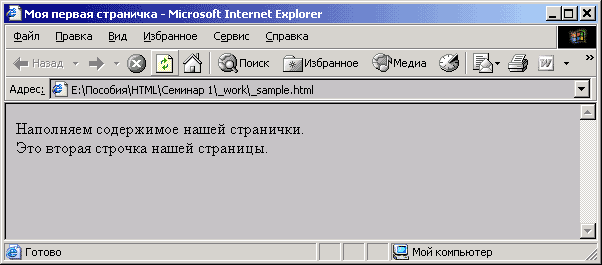 Моя первая страничка - Microsoft Internet Explorer
Файл Правка Вид Избранное Сервис Справка
Назад Поиск Избранное Медиа W »
Адрес: E:\Пособия\HTML\Семинар 1\_work\_sample.html
Наполняем содержимое нашей странички.
Это вторая строчка нашей страницы.
Готово Мой компьютер